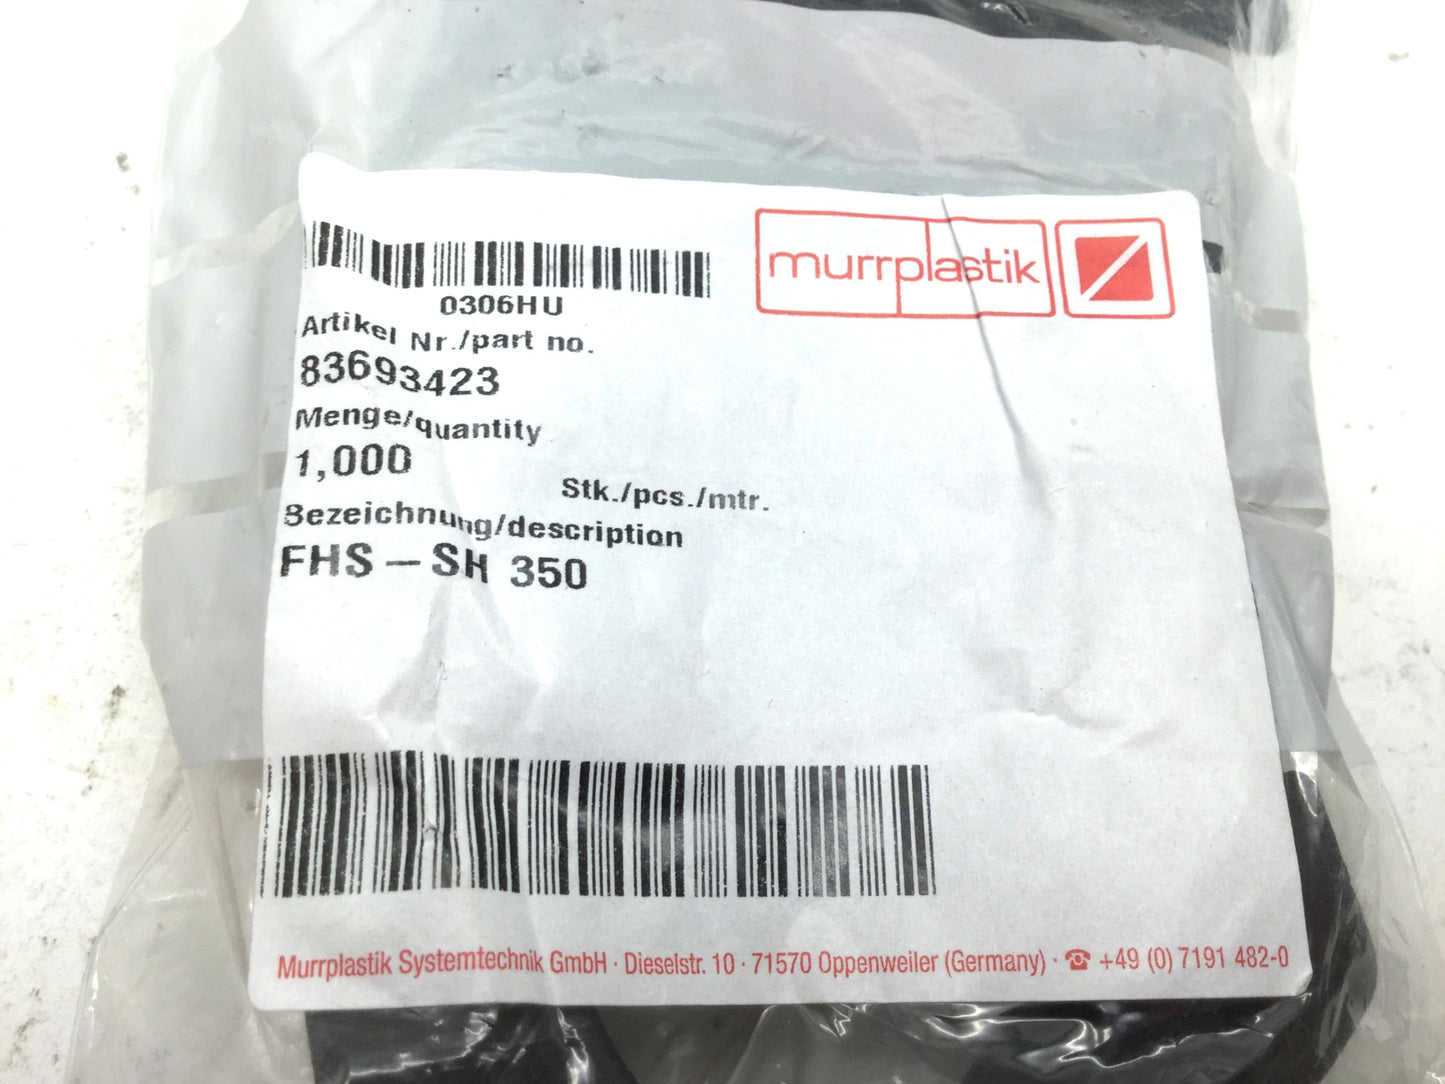 murrplastik
0306HU
Artikel Nr./part no.
83693423
Menge/quantity
1,000
Stk./pcs./mtr.
Bezeichnung/description
FHS – SH 350
Murrplastik Systemtechnik GmbH · Dieselstr. 10 · 71570 Oppenweiler (Germany) · ☎ +49 (0) 7191 482-0